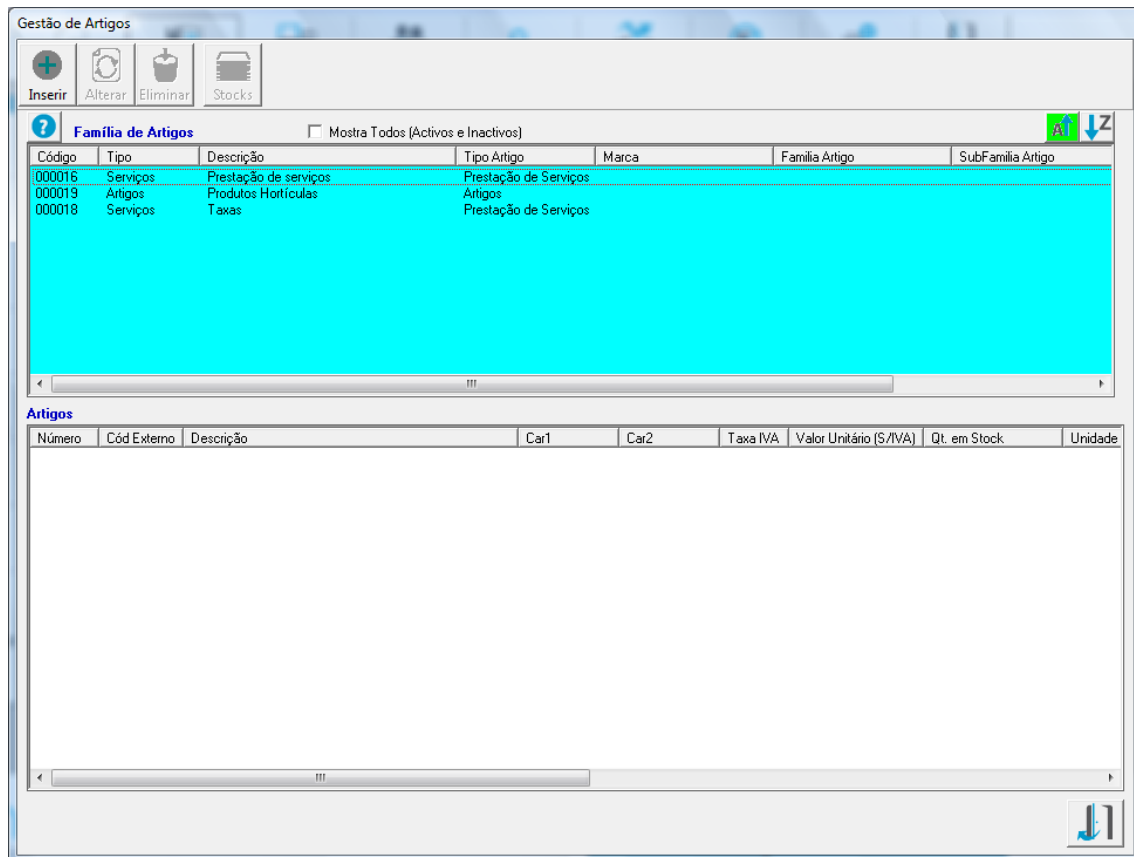 Gestão de Artigos
Inserir Alterar Eliminar Stocks
? Família de Artigos Mostra Todos (Activos e Inactivos) A Z
Código Tipo Descrição Tipo Artigo Marca Familia Artigo SubFamilia Artigo
000016 Serviços Prestação de serviços Prestação de Serviços
000019 Artigos Produtos Hortículas Artigos
000018 Serviços Taxas Prestação de Serviços
Artigos
Número Cód Externo Descrição Car1 Car2 Taxa IVA Valor Unitário (S/IVA) Qt. em Stock Unidade